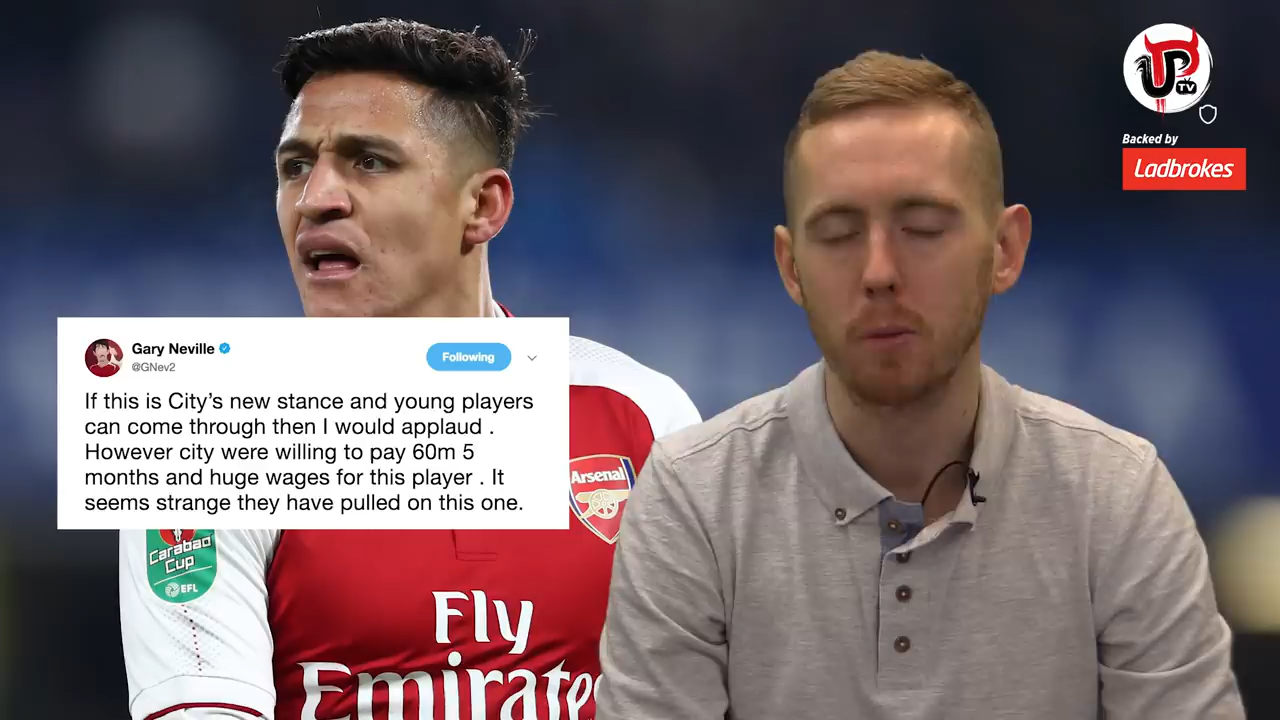 UP
TV
Backed by
Ladbrokes
Gary Neville
@GNev2
Following
If this is City’s new stance and young players
can come through then I would applaud .
However city were willing to pay 60m 5
months and huge wages for this player . It
seems strange they have pulled on this one.
Arsenal
Carabao
Cup
EFL
Fly
Emirates